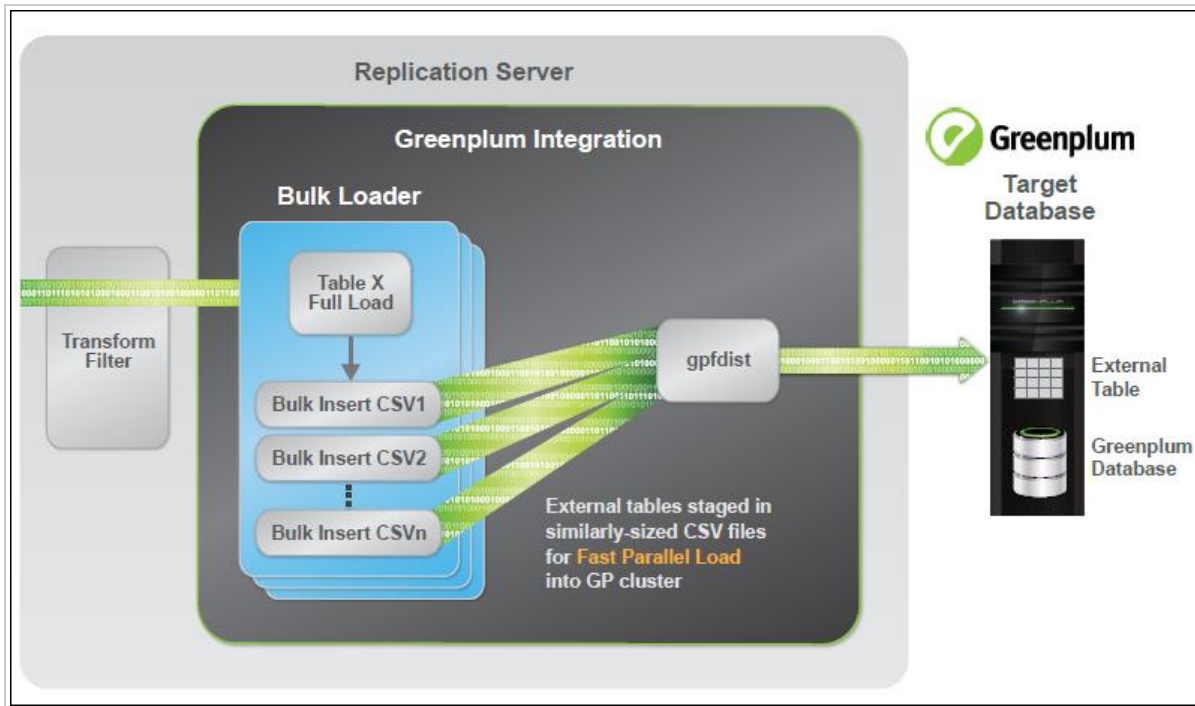 Replication Server
Greenplum Integration
Bulk Loader
Table X
Full Load
Transform
Filter
Bulk Insert CSV1
Bulk Insert CSV2
Bulk Insert CSVn
gpfdist
External tables staged in
similarly-sized CSV files
for Fast Parallel Load
into GP cluster
Greenplum
Target
Database
External
Table
Greenplum
Database